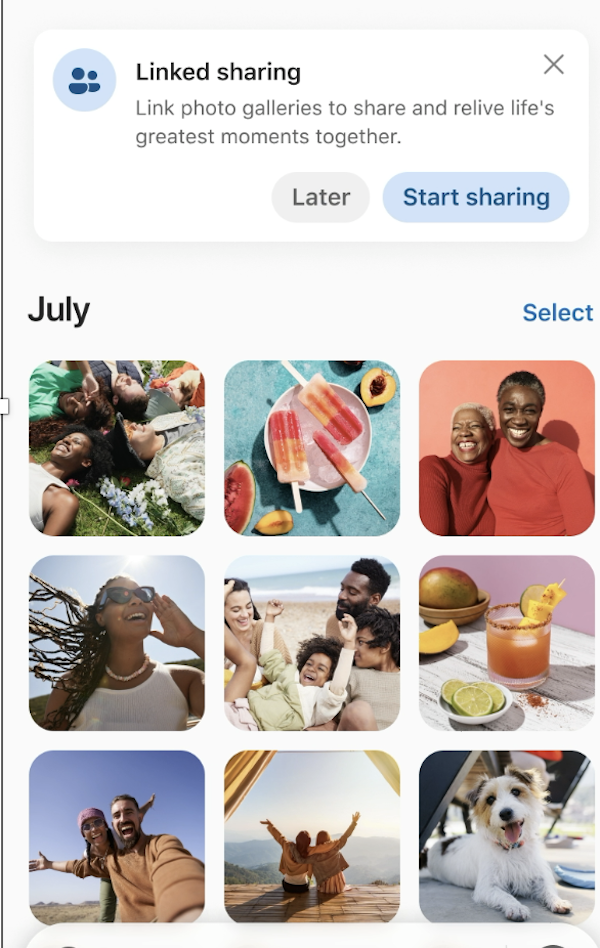 Linked sharing
Link photo galleries to share and relive life's
greatest moments together.
Later
Start sharing
July
Select